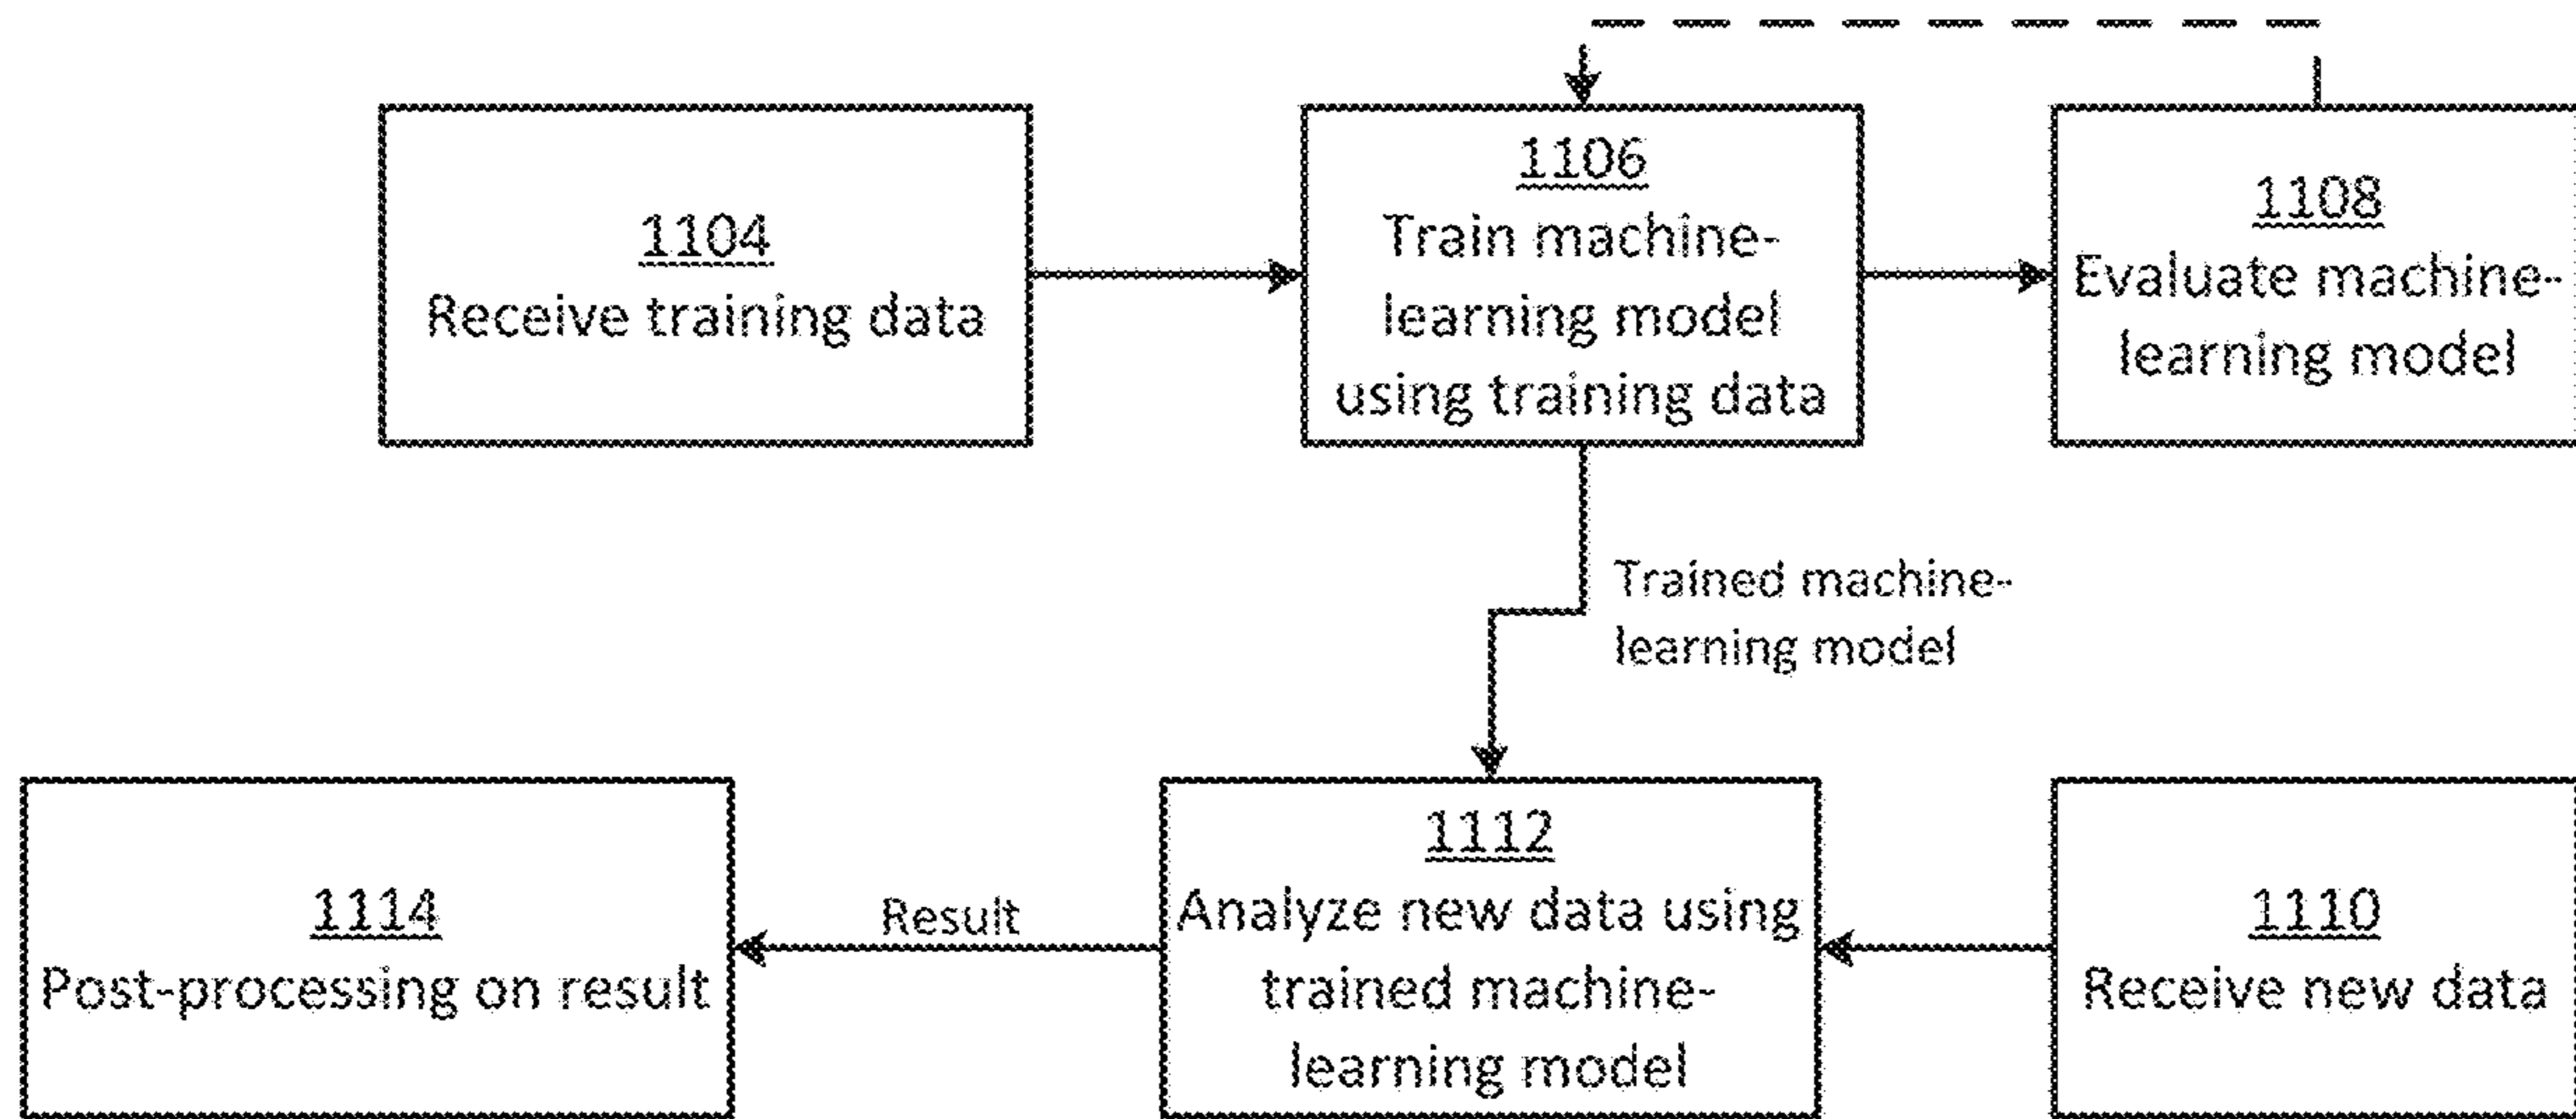 1104
Receive training data
1106
Train machine-
learning model
using training data
1108
Evaluate machine-
learning model
Trained machine-
learning model
1114
Post-processing on result
Result
1112
Analyze new data using
trained machine-
learning model
1110
Receive new data